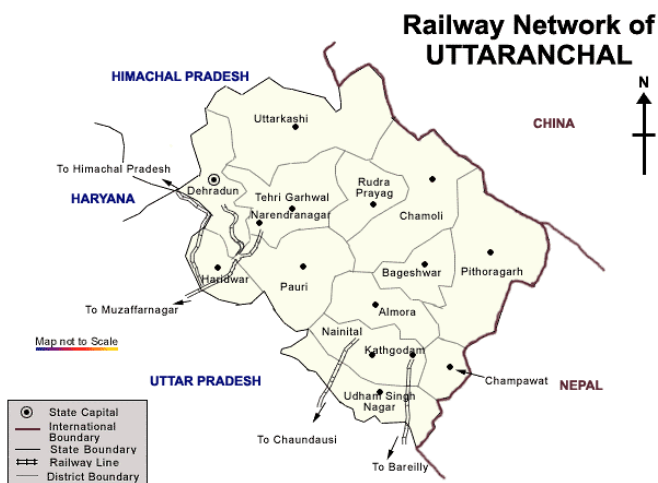 Railway Network of
UTTARANCHAL
N
HIMACHAL PRADESH
CHINA
Uttarkashi
To Himachal Pradesh
HARYANA
Dehradun
Tehri Garhwal
Narendranagar
Rudra
Prayag
Chamoli
Haridwar
Pauri
Bageshwar
Pithoragarh
To Muzaffarnagar
Almora
Nainital
Kathgodam
Map not to Scale
UTTAR PRADESH
Champawat
NEPAL
Udham Singh
Nagar
To Chaundausi
To Bareilly
State Capital
International
Boundary
State Boundary
Railway Line
District Boundary